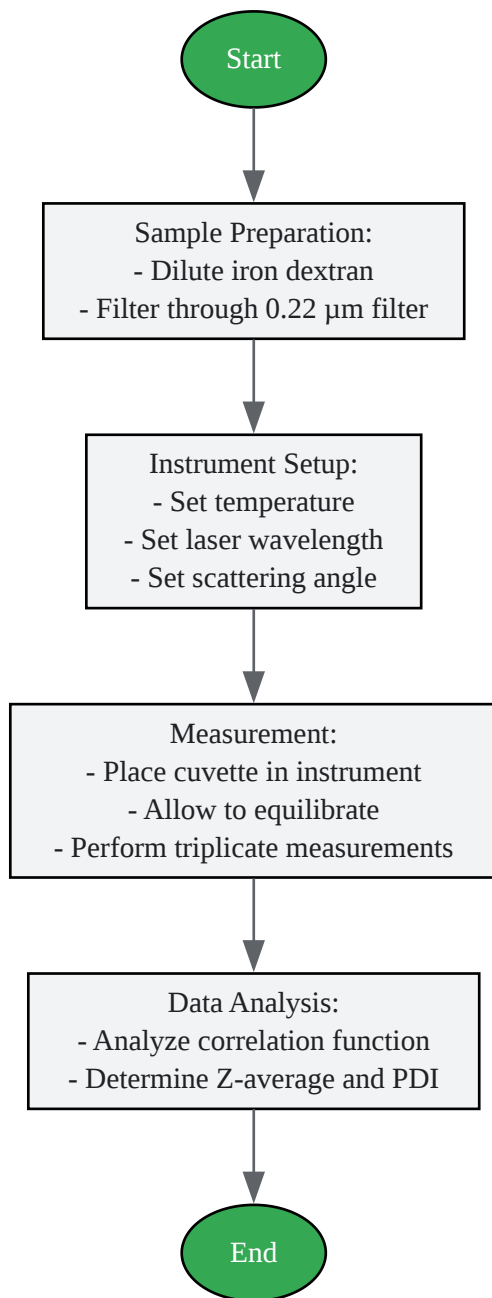 Start
Sample Preparation:
- Dilute iron dextran
- Filter through 0.22 µm filter
Instrument Setup:
- Set temperature
- Set laser wavelength
- Set scattering angle
Measurement:
- Place cuvette in instrument
- Allow to equilibrate
- Perform triplicate measurements
Data Analysis:
- Analyze correlation function
- Determine Z-average and PDI
End